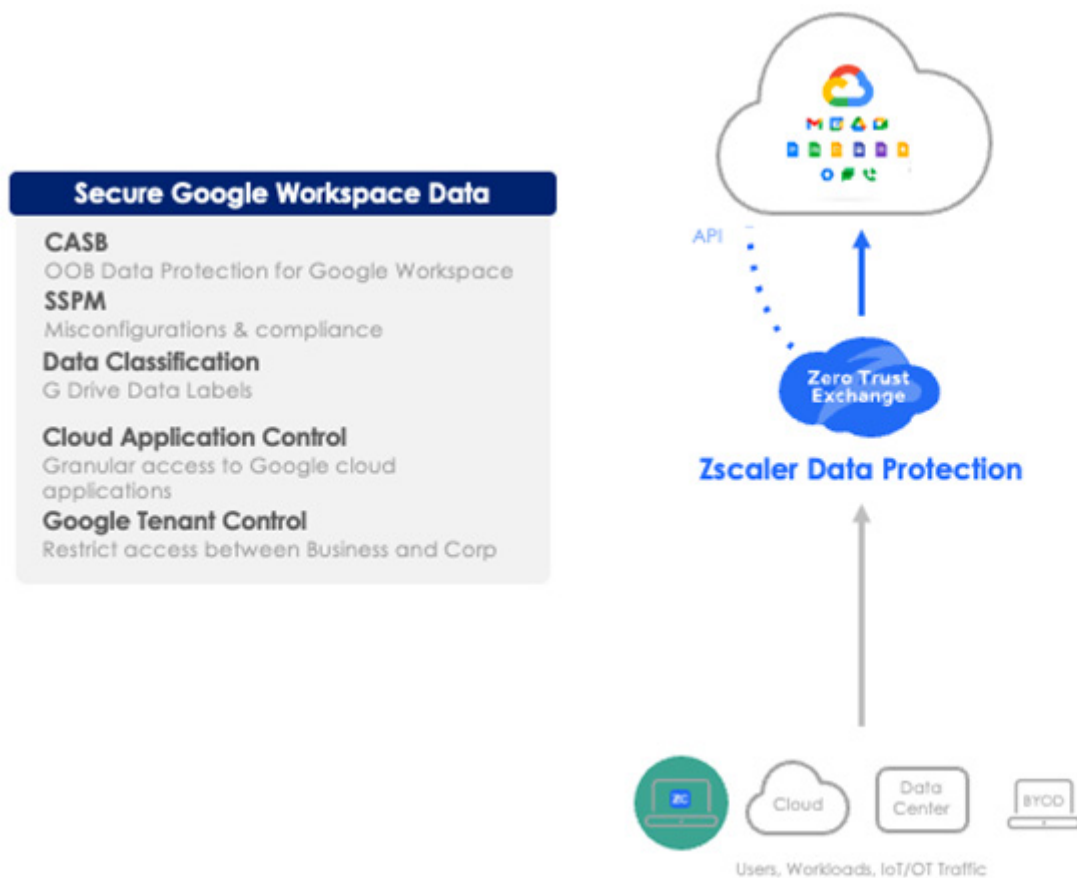 Secure Google Workspace Data
CASB
OOB Data Protection for Google Workspace
SSPM
Misconfigurations & compliance
Data Classification
G Drive Data Labels
Cloud Application Control
Granular access to Google cloud
applications
Google Tenant Control
Restrict access between Business and Corp
API
Zero Trust
Exchange
Zscaler Data Protection
ZC
Cloud
Data
Center
BYOD
Users, Workloads, IoT/OT Traffic